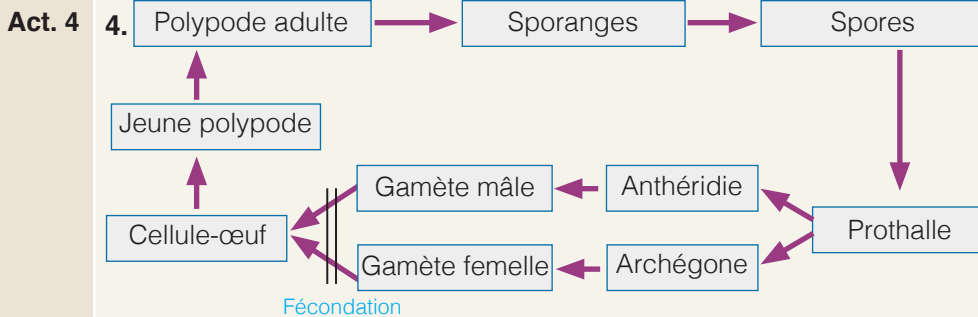 Act. 4
4. Polypode adulte
Sporanges
Spores
Jeune polypode
Gamète mâle
Anthéridie
Cellule-œuf
Prothalle
Gamète femelle
Archégone
Fécondation